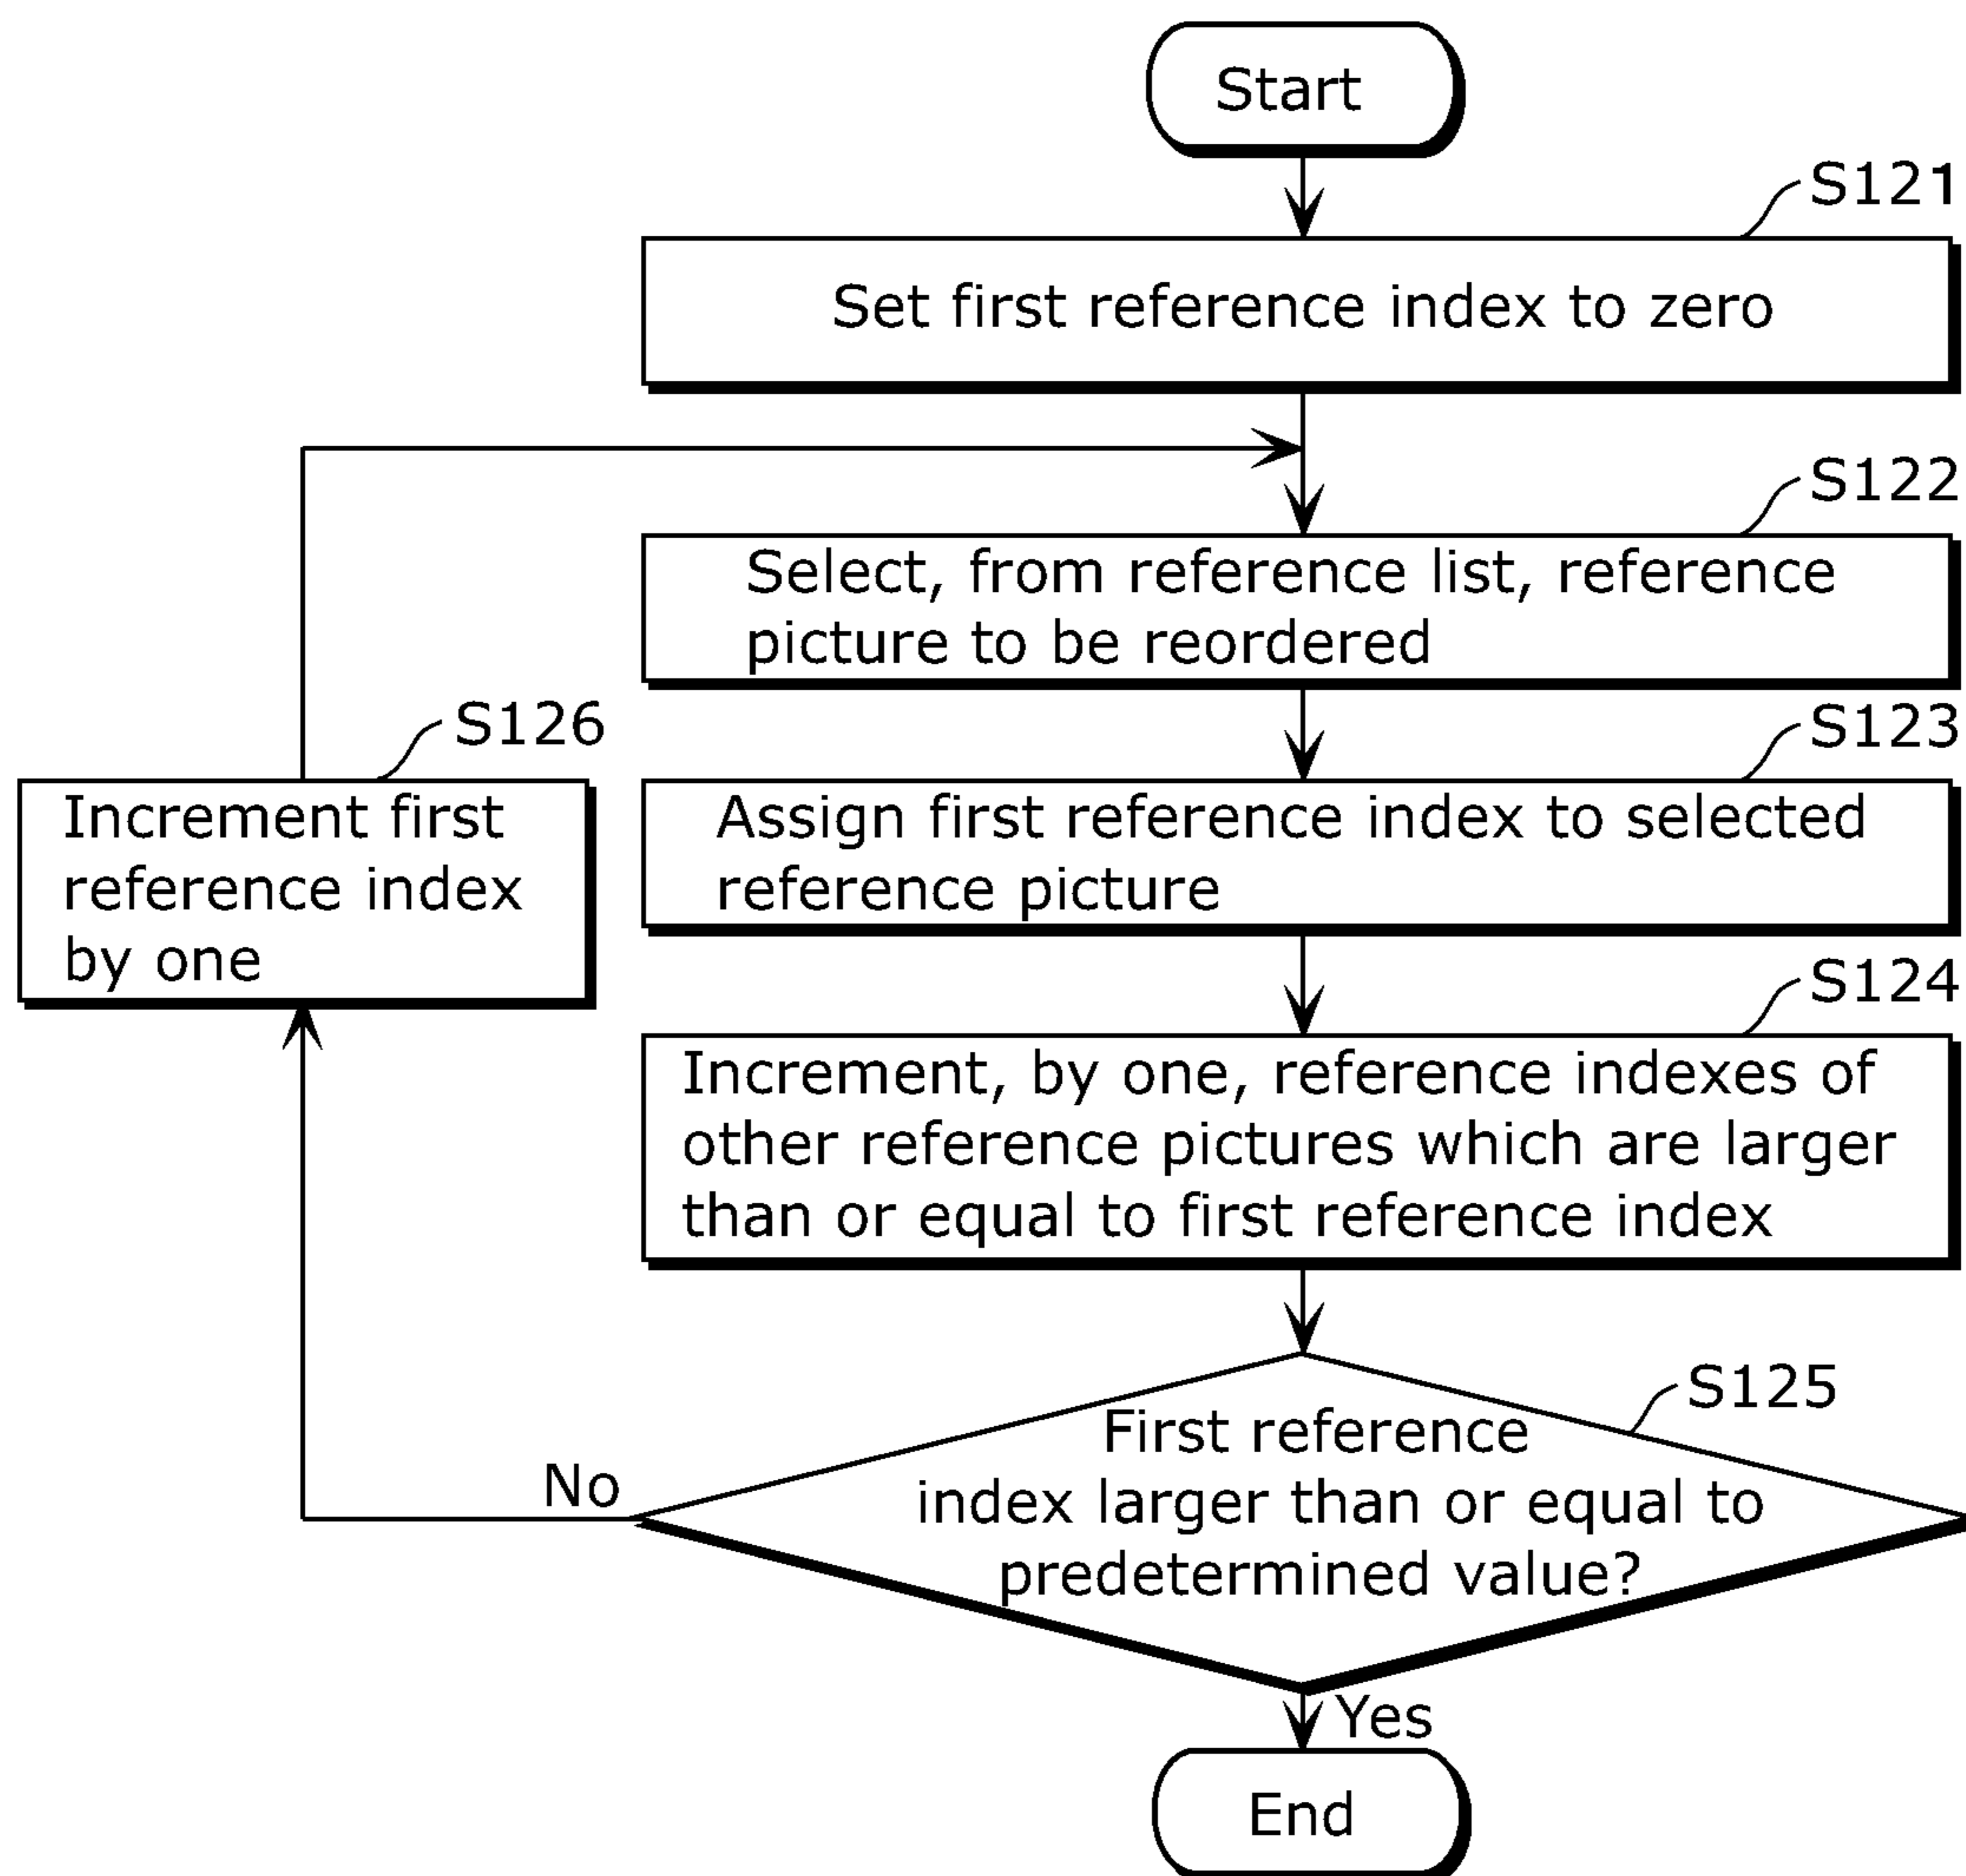 Start
S121
Set first reference index to zero
S122
Select, from reference list, reference
picture to be reordered
S123
Assign first reference index to selected
reference picture
S126
Increment first
reference index
by one
S124
Increment, by one, reference indexes of
other reference pictures which are larger
than or equal to first reference index
S125
First reference
index larger than or equal to
predetermined value?
No
Yes
End